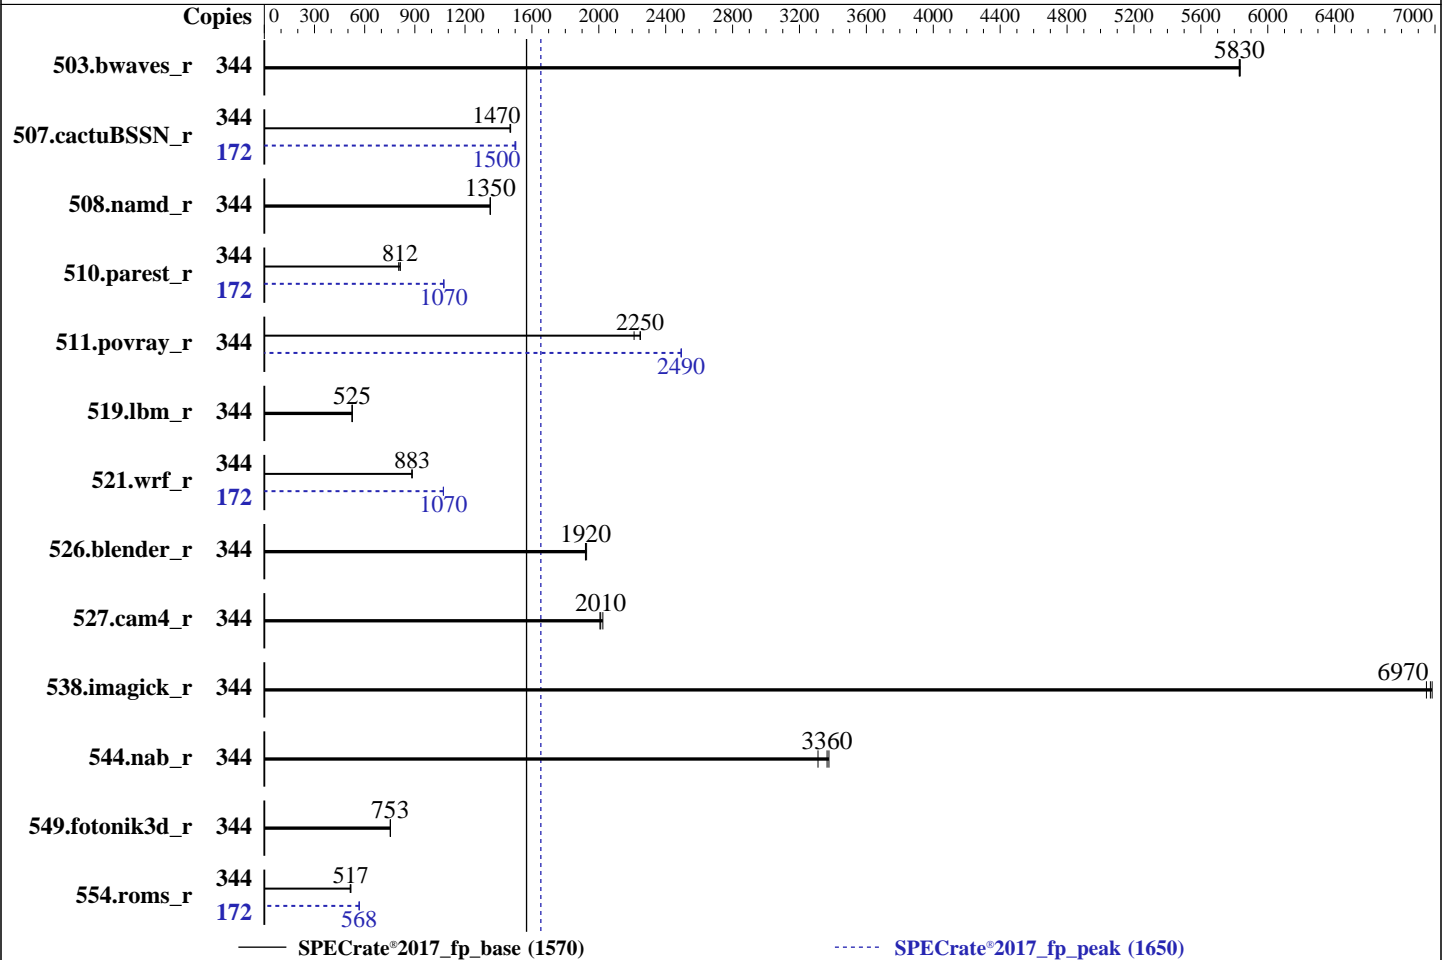 Copies 0 300 600 900 1200 1600 2000 2400 2800 3200 3600 4000 4400 4800 5200 5600 6000 6400 7000
503.bwaves_r 344 5830
507.cactuBSSN_r 344 1470
172 1500
508.namd_r 344 1350
510.parest_r 344 812
172 1070
511.povray_r 344 2250
2490
519.lbm_r 344 525
521.wrf_r 344 883
172 1070
526.blender_r 344 1920
527.cam4_r 344 2010
538.imagick_r 344 6970
544.nab_r 344 3360
549.fotonik3d_r 344 753
554.roms_r 344 517
172 568
SPECrate®2017_fp_base (1570) SPECrate®2017_fp_peak (1650)